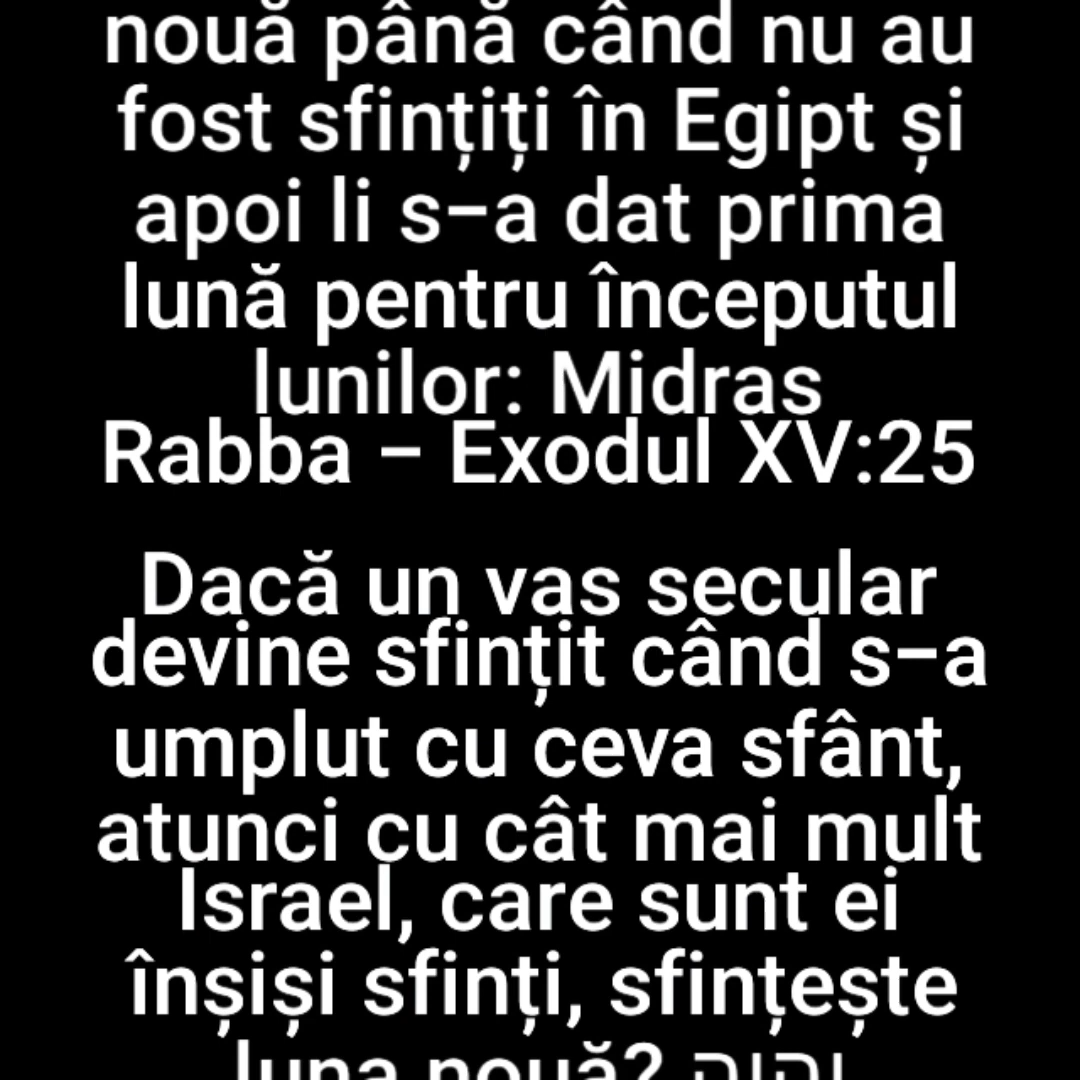 nouă până când nu au
fost sfințiți în Egipt și
apoi li s-a dat prima
lună pentru începutul
lunilor: Midras
Rabba - Exodul XV:25
Dacă un vas secular
devine sfințit când s-a
umplut cu ceva sfânt,
atunci cu cât mai mult
Israel, care sunt ei
înșiși sfinți, sfințește
luna nouă?